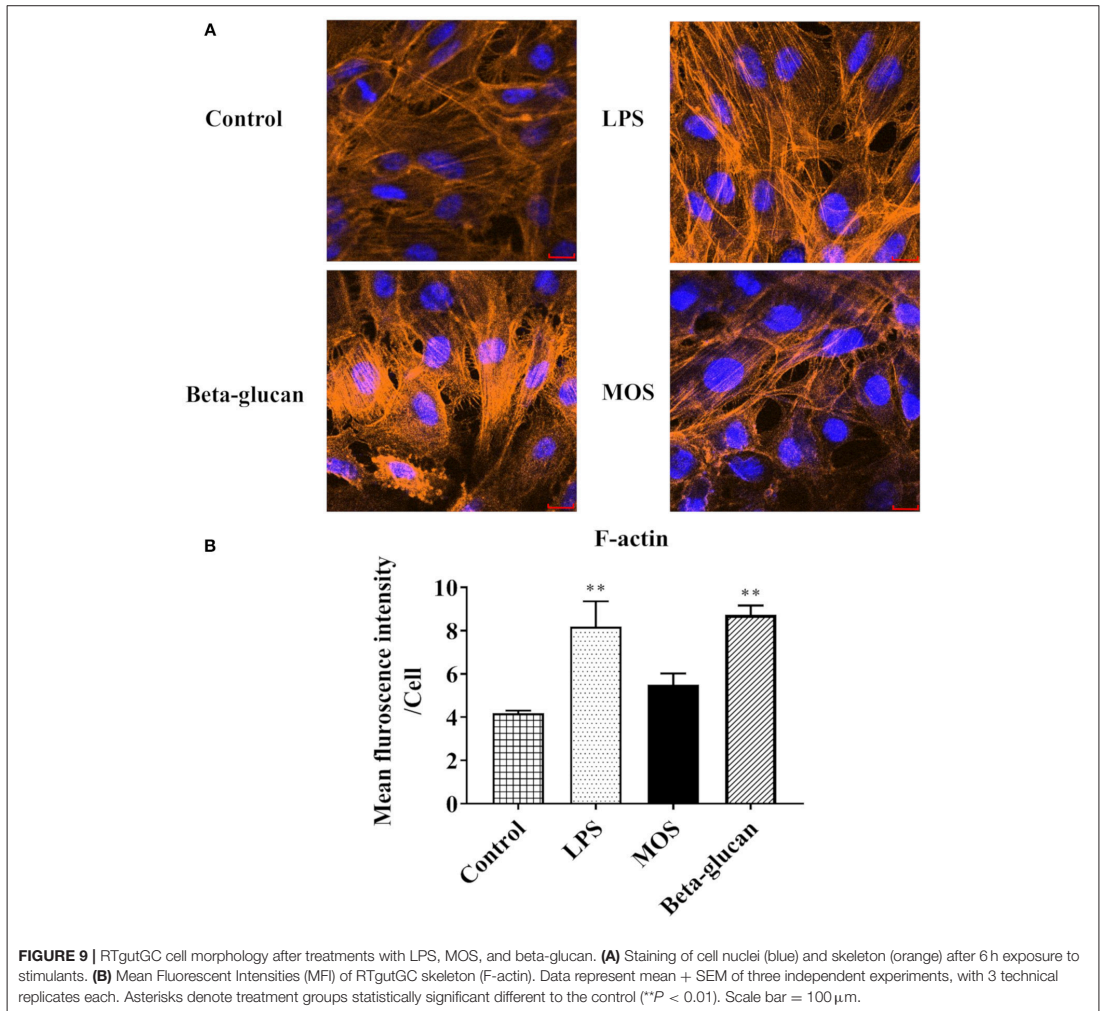 A
Control
LPS
Beta-glucan
MOS
B
F-actin
Mean fluroscence intensity
/Cell
10
8
6
4
2
0
**
**
Control
LPS
MOS
Beta-glucan
FIGURE 9 | RTgutGC cell morphology after treatments with LPS, MOS, and beta-glucan. (A) Staining of cell nuclei (blue) and skeleton (orange) after 6 h exposure to
stimulants. (B) Mean Fluorescent Intensities (MFI) of RTgutGC skeleton (F-actin). Data represent mean + SEM of three independent experiments, with 3 technical
replicates each. Asterisks denote treatment groups statistically significant different to the control (**P < 0.01). Scale bar = 100 μm.